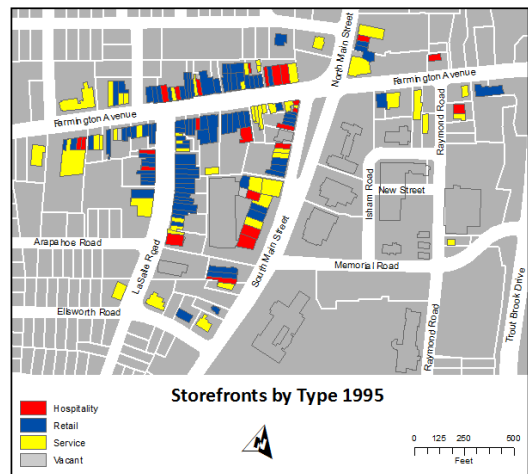 North Main Street
Farmington Avenue
Farmington Avenue
Raymond Road
Isham Road
New Street
Arapahoe Road
LaSalle Road
South Main Street
Memorial Road
Ellsworth Road
Raymond Road
Trout Brook Drive
Storefronts by Type 1995
Hospitality
Retail
Service
Vacant
N
0 125 250 500
Feet